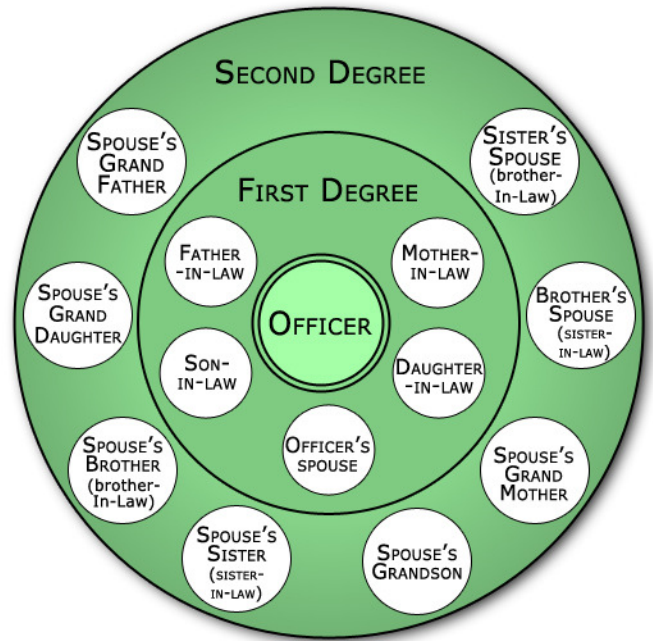 SECOND DEGREE
SPOUSE'S
GRAND
FATHER
SISTER'S
SPOUSE
(brother-
In-Law)
FIRST DEGREE
FATHER
-IN-LAW
MOTHER-
IN-LAW
OFFICER
SPOUSE'S
GRAND
DAUGHTER
BROTHER'S
SPOUSE
(SISTER-
IN-LAW)
SON-
IN-LAW
DAUGHTER
-IN-LAW
OFFICER'S
SPOUSE
SPOUSE'S
BROTHER
(brother-
In-Law)
SPOUSE'S
GRAND
MOTHER
SPOUSE'S
SISTER
(SISTER-
IN-LAW)
SPOUSE'S
GRANDSON